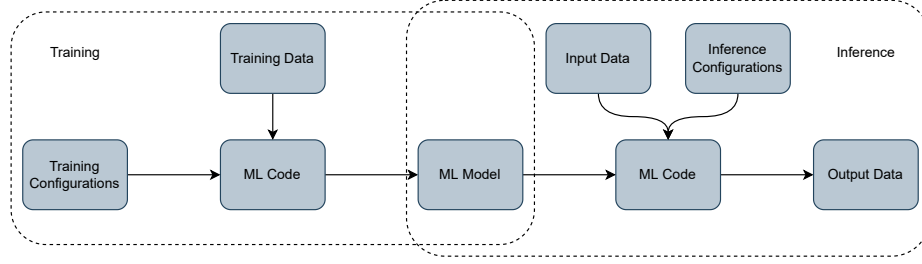 Training
Training Data
Input Data
Inference
Configurations
Inference
Training
Configurations
ML Code
ML Model
ML Code
Output Data